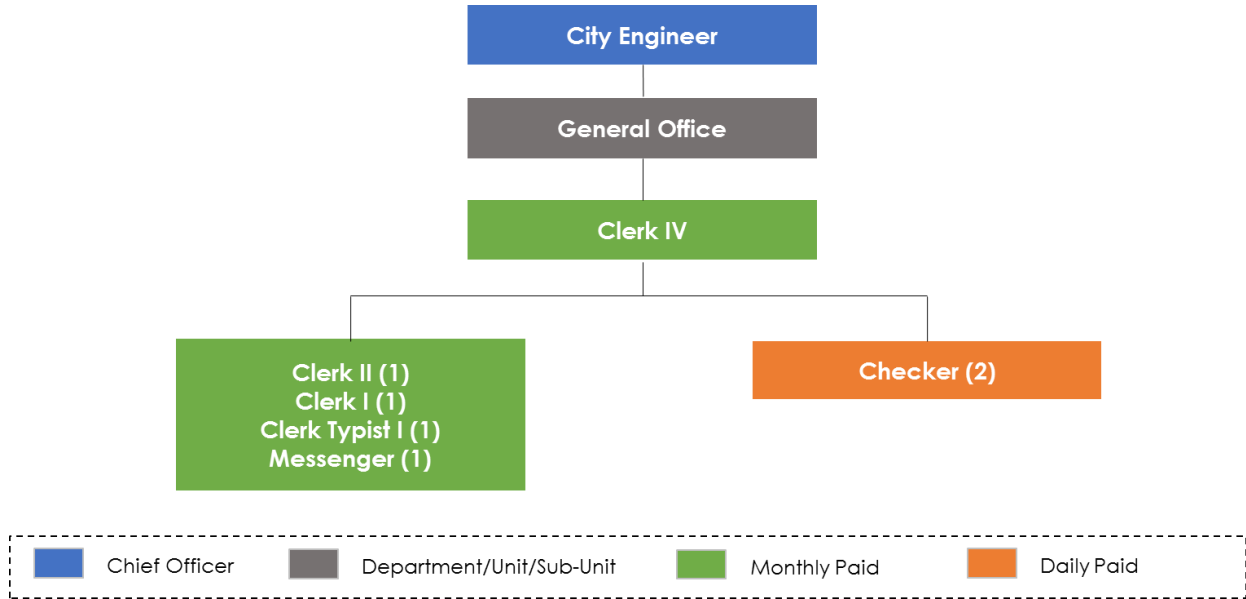 City Engineer
General Office
Clerk IV
Clerk II (1)
Clerk I (1)
Clerk Typist I (1)
Messenger (1)
Checker (2)
Chief Officer
Department/Unit/Sub-Unit
Monthly Paid
Daily Paid